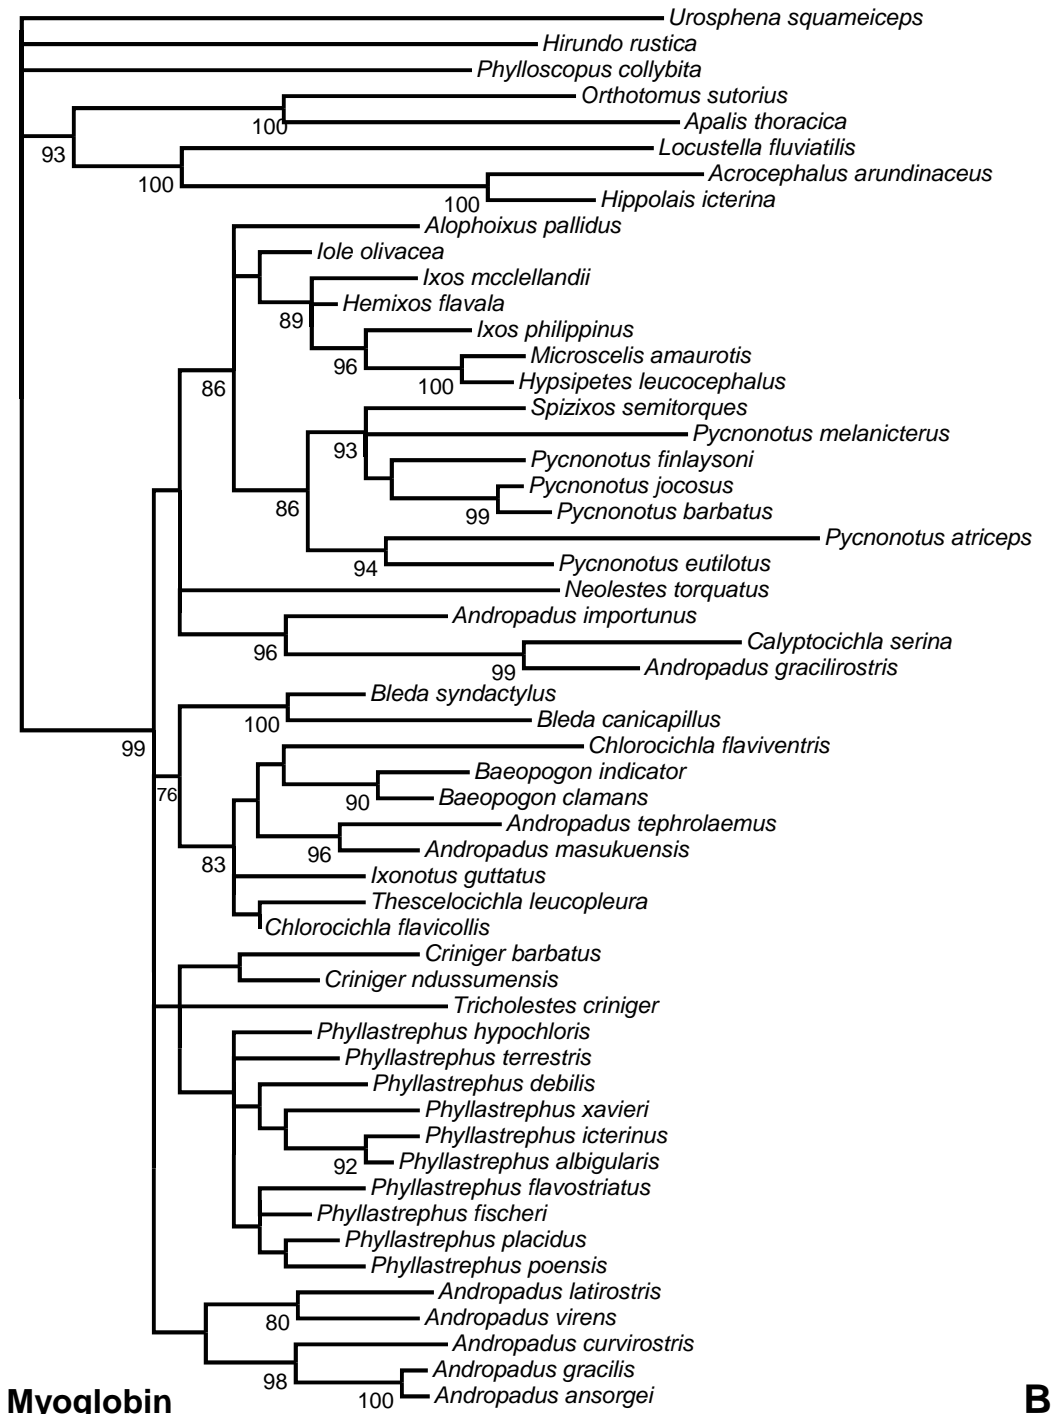 Urosphena squameiceps
Hirundo rustica
Phylloscopus collybita
Orthotomus sutorius
100
Apalis thoracica
93
Locustella fluviatilis
Acrocephalus arundinaceus
100
Hippolais icterina
100
Alophoixus pallidus
Iole olivacea
Ixos mcclellandii
Hemixos flavala
89
Ixos philippinus
Microscelis amaurotis
96
Hypsipetes leucocephalus
100
86
Spizixos semitorques
Pycnonotus melanicterus
93
Pycnonotus finlaysoni
Pycnonotus jocosus
86
Pycnonotus barbatus
99
Pycnonotus atriceps
Pycnonotus eutilotus
94
Neolestes torquatus
Andropadus importunus
Calyptocichla serina
96
Andropadus gracilirostris
99
Bleda syndactylus
Bleda canicapillus
100
99
Chlorocichla flaviventris
Baeopogon indicator
76
Baeopogon clamans
90
Andropadus tephrolaemus
Andropadus masukuensis
96
83
Ixonotus guttatus
Thescelocichla leucopleura
Chlorocichla flavicollis
Criniger barbatus
Criniger ndussumensis
Tricholestes criniger
Phyllastrephus hypochloris
Phyllastrephus terrestris
Phyllastrephus debilis
Phyllastrephus xavieri
Phyllastrephus icterinus
Phyllastrephus albigularis
92
Phyllastrephus flavostriatus
Phyllastrephus fischeri
Phyllastrephus placidus
Phyllastrephus poensis
Andropadus latirostris
Andropadus virens
80
Andropadus curvirostris
Andropadus gracilis
98
Andropadus ansorgei
100
Myoglobin
B